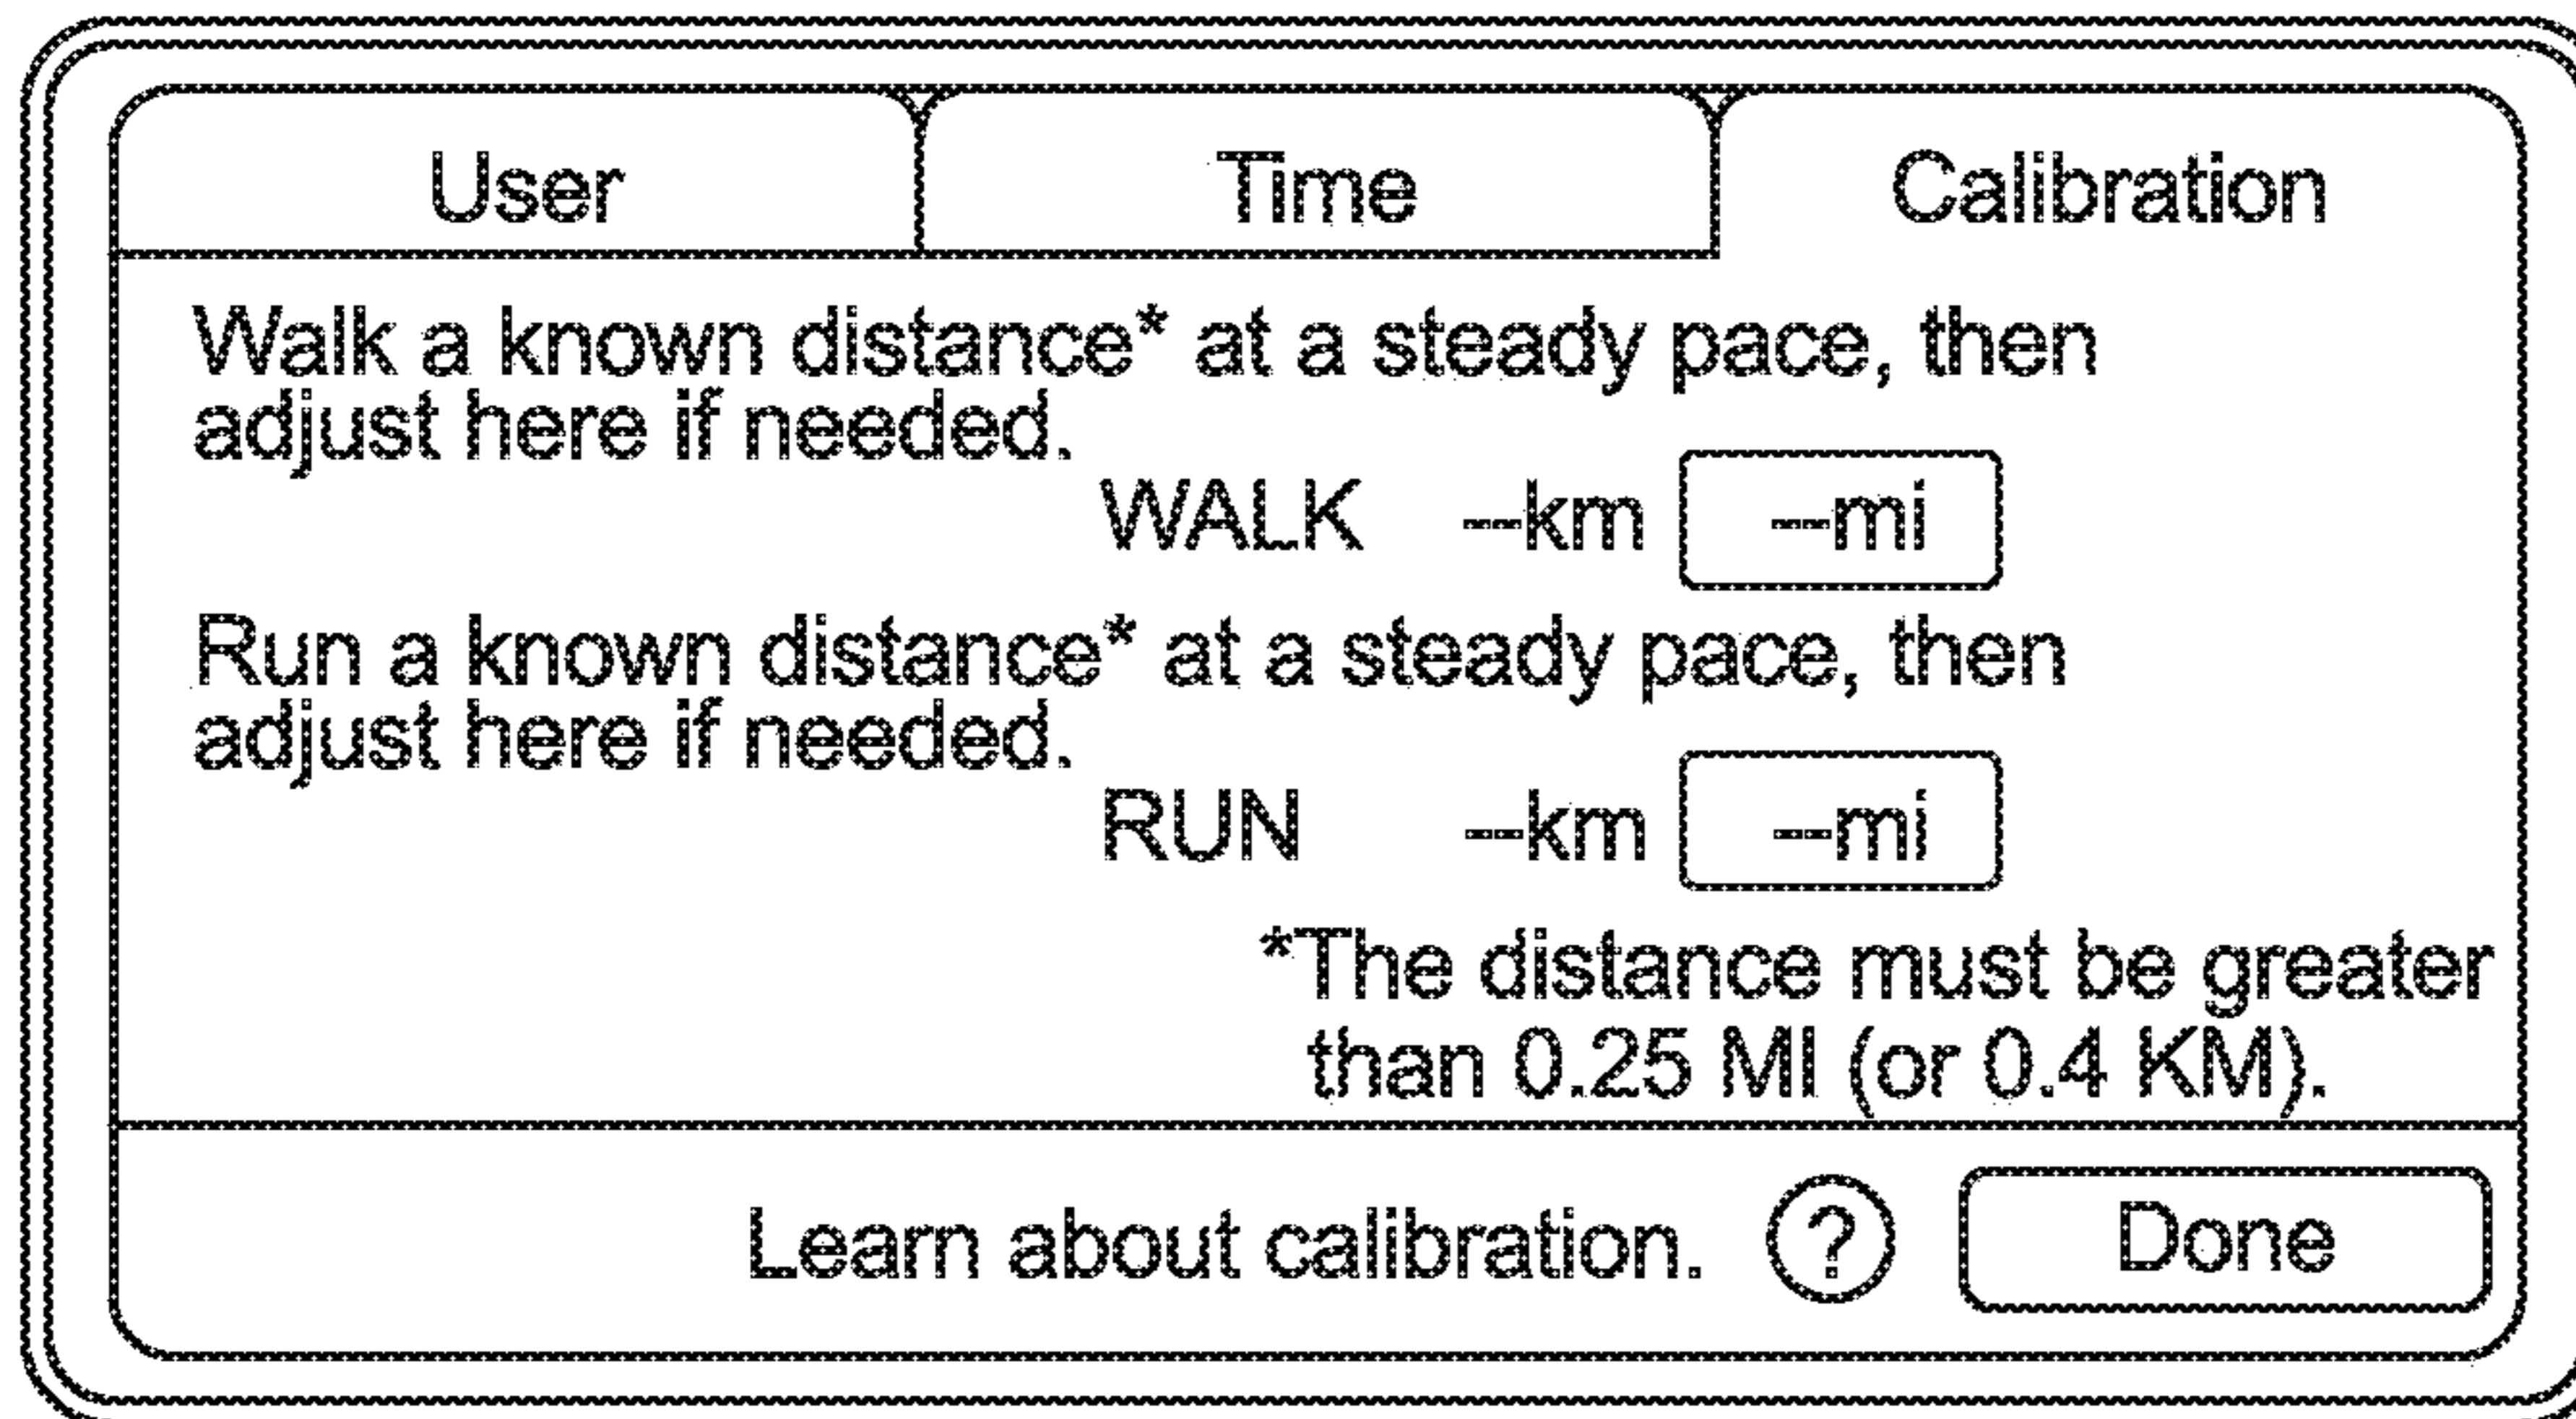 User Time Calibration
Walk a known distance* at a steady pace, then
adjust here if needed.
WALK --km --mi
Run a known distance* at a steady pace, then
adjust here if needed.
RUN --km --mi
*The distance must be greater
than 0.25 MI (or 0.4 KM).
Learn about calibration. ? Done